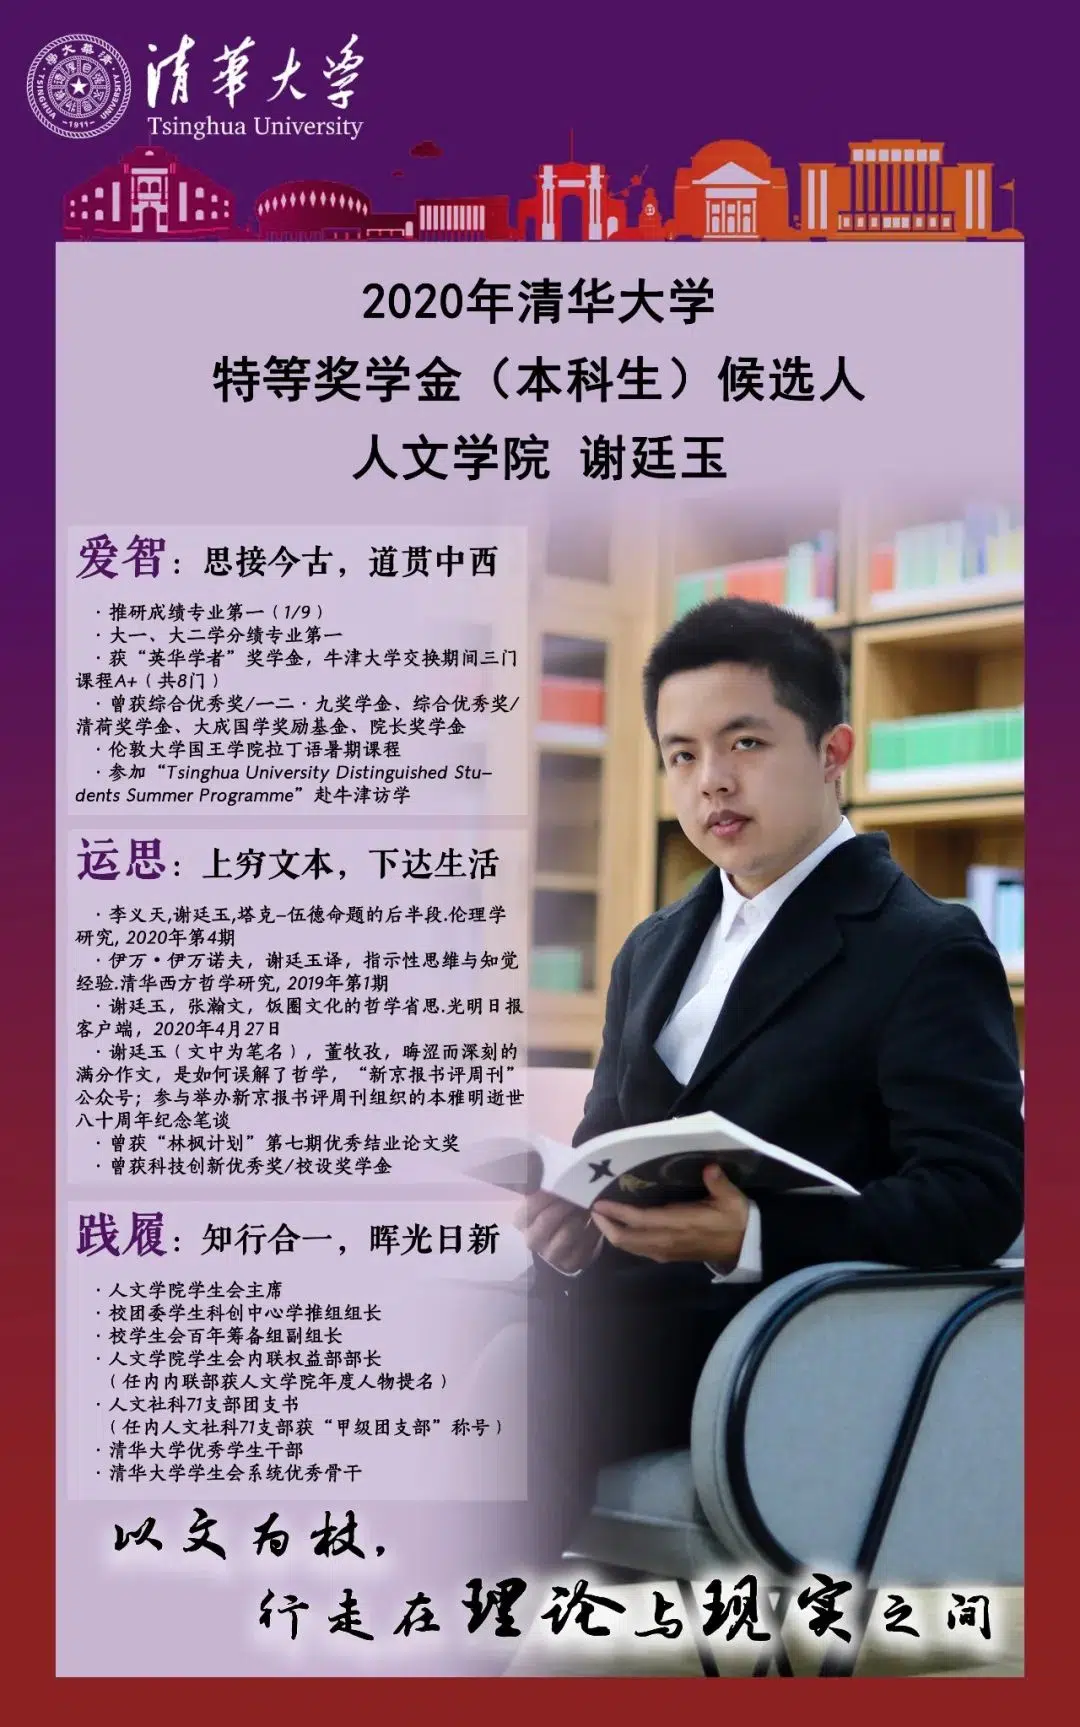 清華大学
Tsinghua University
2020年清华大学
特等奖学金（本科生）候选人
人文学院 谢廷玉
爱智：思接今古，道贯中西
·推研成绩专业第一（1/9）
·大一、大二学分绩专业第一
·获“英华学者”奖学金，牛津大学交换期间三门
课程A+（共8门）
·曾获综合优秀奖/一二·九奖学金、综合优秀奖/
清荷奖学金、大成国学奖励基金、院长奖学金
·伦敦大学国王学院拉丁语暑期课程
·参加“Tsinghua University Distinguished Stu-
dents Summer Programme”赴牛津访学
运思：上穷文本，下达生活
·李义天,谢廷玉,塔克-伍德命题的后半段.伦理学
研究, 2020年第4期
·伊万·伊万诺夫，谢廷玉译，指示性思维与知觉
经验.清华西方哲学研究, 2019年第1期
·谢廷玉，张瀚文，饭圈文化的哲学省思.光明日报
客户端，2020年4月27日
·谢廷玉（文中为笔名），董牧孜，晦涩而深刻的
满分作文，是如何误解了哲学，“新京报书评周刊”
公众号；参与举办新京报书评周刊组织的本雅明逝世
八十周年纪念笔谈
·曾获“林枫计划”第七期优秀结业论文奖
·曾获科技创新优秀奖/校设奖学金
践履：知行合一，晖光日新
·人文学院学生会主席
·校团委学生科创中心学推组组长
·校学生会百年筹备组副组长
·人文学院学生会内联权益部部长
（任内内联部获人文学院年度人物提名）
·人文社科71支部团支书
（任内人文社科71支部获“甲级团支部”称号）
·清华大学优秀学生干部
·清华大学学生会系统优秀骨干
以文为杖，
行走在理论与现实之间